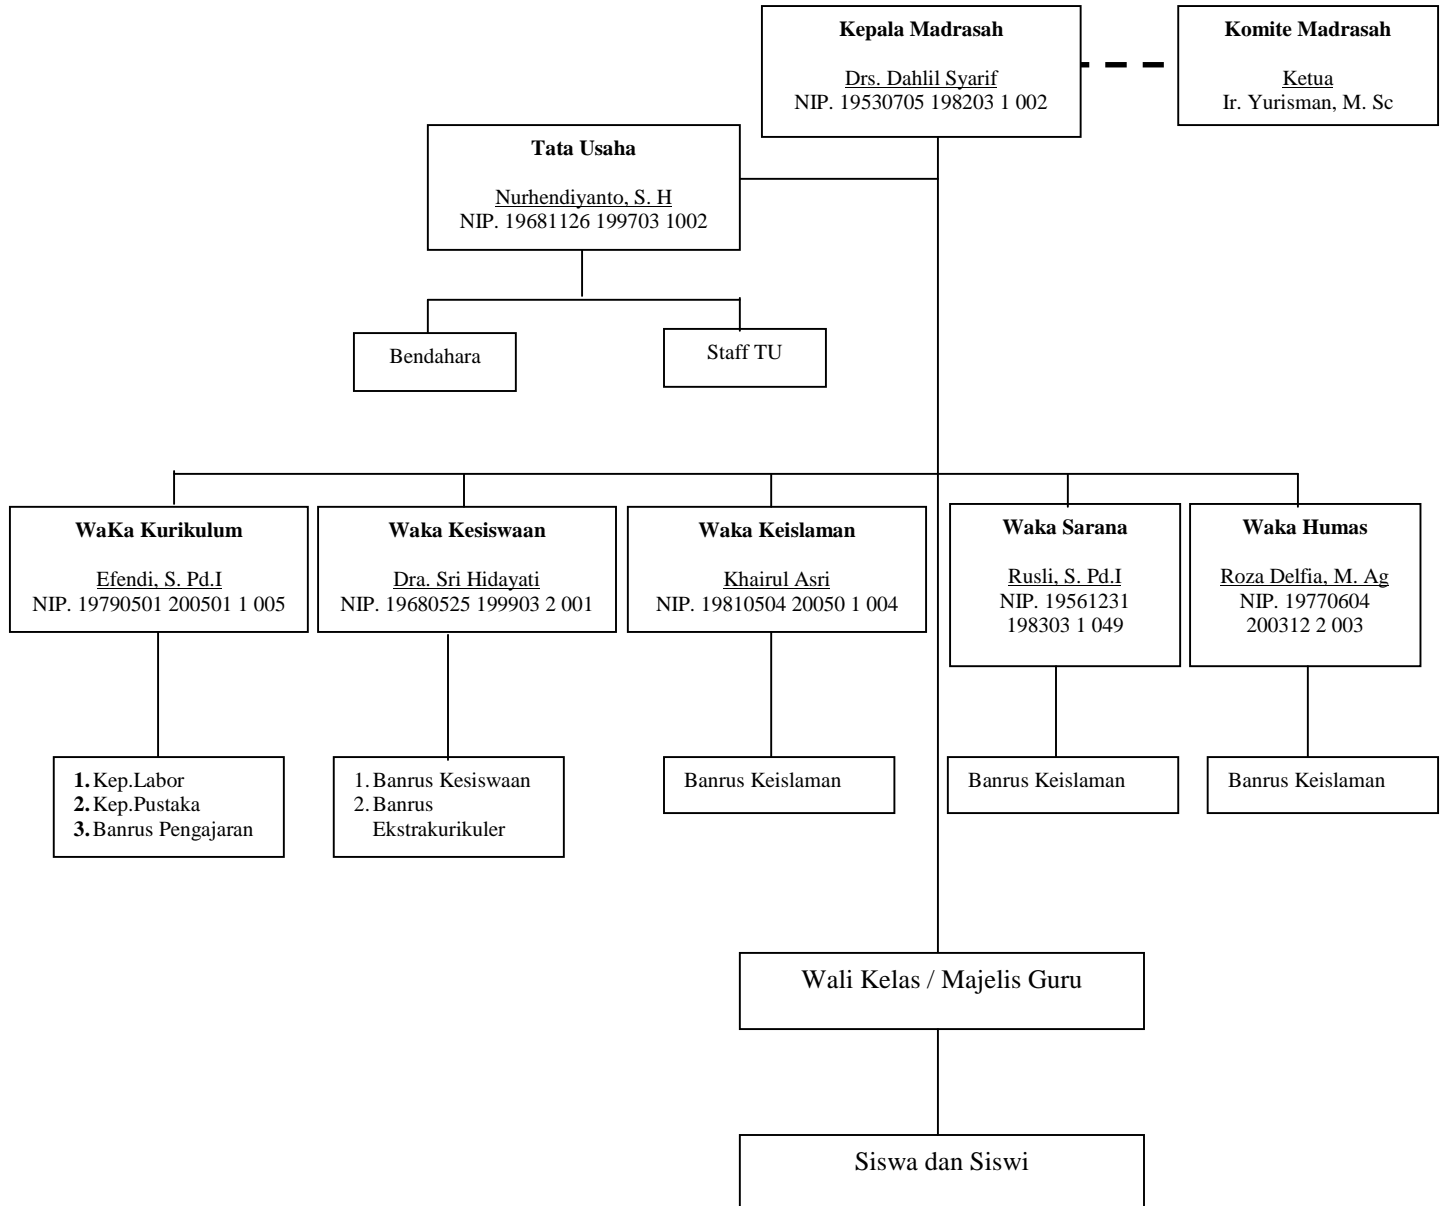 Kepala Madrasah
Drs. Dahlil Syarif
NIP. 19530705 198203 1 002
Komite Madrasah
Ketua
Ir. Yurisman, M. Sc
Tata Usaha
Nurhendiyanto, S. H
NIP. 19681126 199703 1002
Bendahara
Staff TU
WaKa Kurikulum
Efendi, S. Pd.I
NIP. 19790501 200501 1 005
Waka Kesiswaan
Dra. Sri Hidayati
NIP. 19680525 199903 2 001
Waka Keislaman
Khairul Asri
NIP. 19810504 20050 1 004
Waka Sarana
Rusli, S. Pd.I
NIP. 19561231
198303 1 049
Waka Humas
Roza Delfia, M. Ag
NIP. 19770604
200312 2 003
1. Kep.Labor
2. Kep.Pustaka
3. Banrus Pengajaran
1. Banrus Kesiswaan
2. Banrus
Ekstrakurikuler
Banrus Keislaman
Banrus Keislaman
Banrus Keislaman
Wali Kelas / Majelis Guru
Siswa dan Siswi